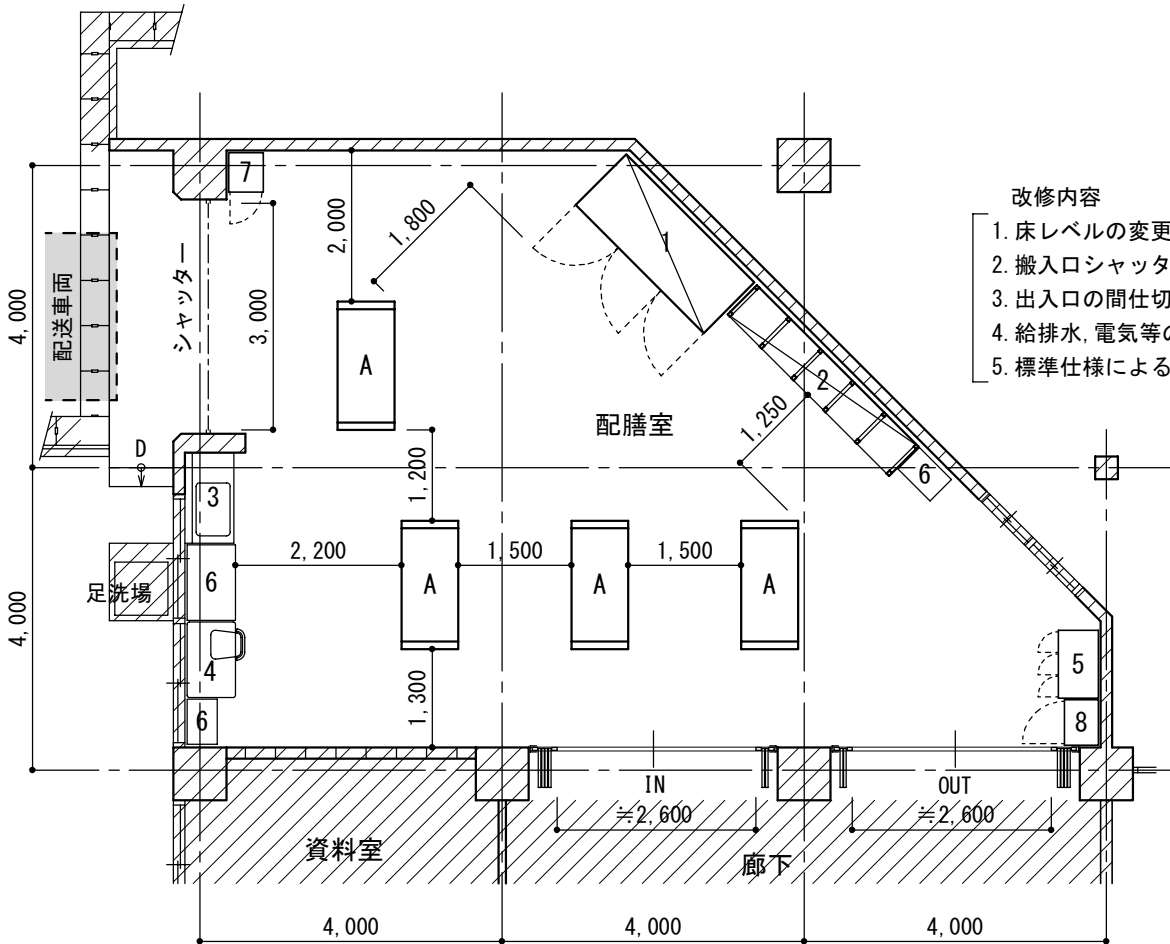 7
2,000
1,800
1
改修内容
1. 床レベルの変更
2. 搬入口シャッタ
3. 出入口の間仕切
4. 給排水, 電気等の
5. 標準仕様による
4,000
配送車両
シャッター
3,000
A
2
配膳室
1,250
6
D
1,200
3
2,200
1,500
1,500
足洗場
6
A
A
A
4,000
4
6
1,300
5
8
IN
OUT
≒2,600
≒2,600
資料室
廊下
4,000
4,000
4,000